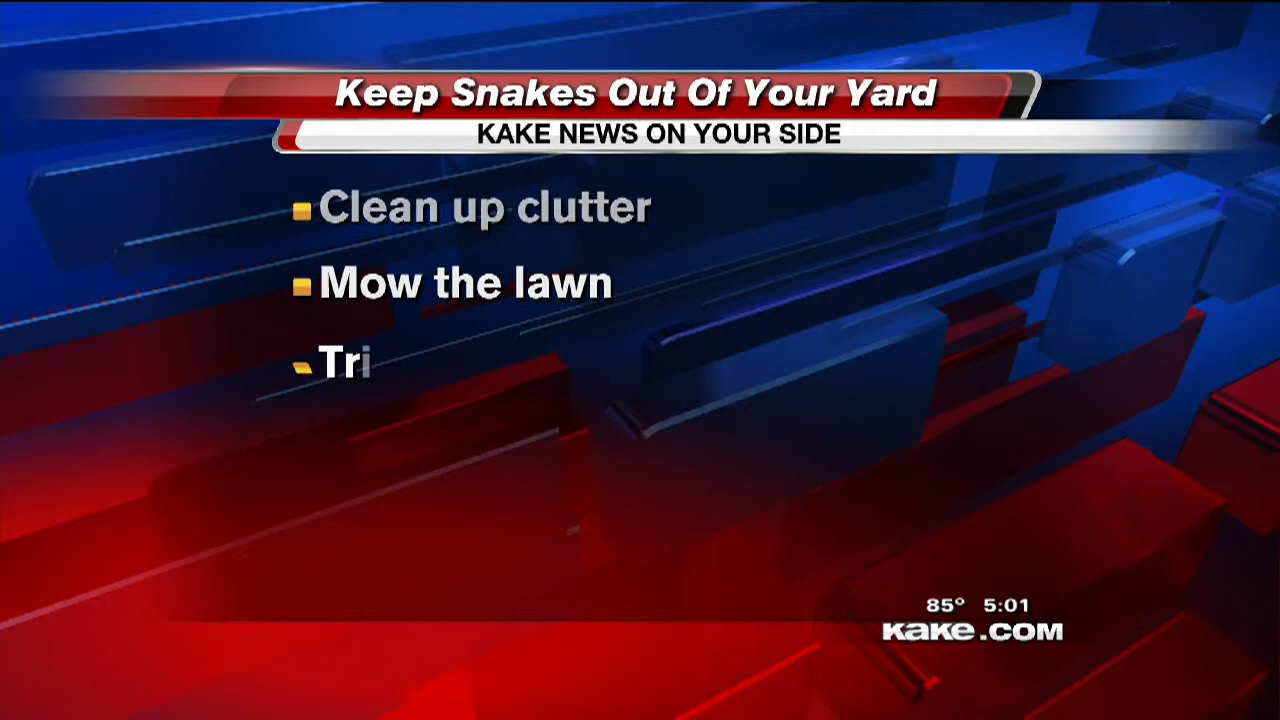 Keep Snakes Out Of Your Yard
KAKE NEWS ON YOUR SIDE
Clean up clutter
Mow the lawn
Tri
85° 5:01
KAKE.COM